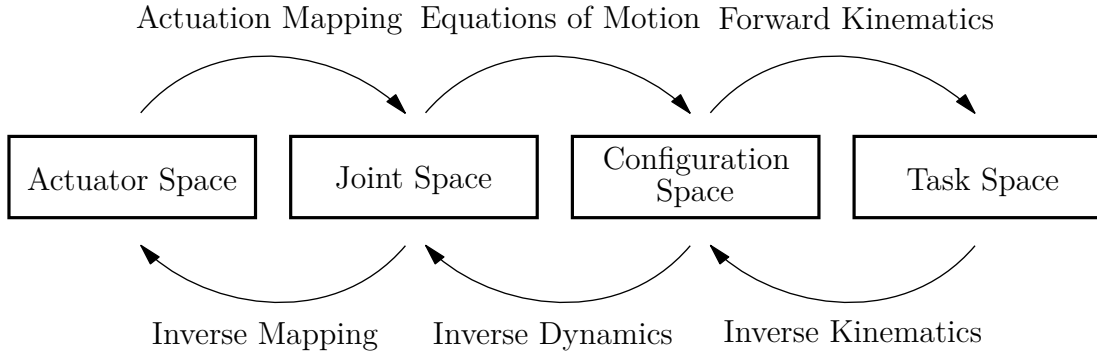 Actuation Mapping Equations of Motion Forward Kinematics
Actuator Space
Joint Space
Configuration
Space
Task Space
Inverse Mapping Inverse Dynamics Inverse Kinematics